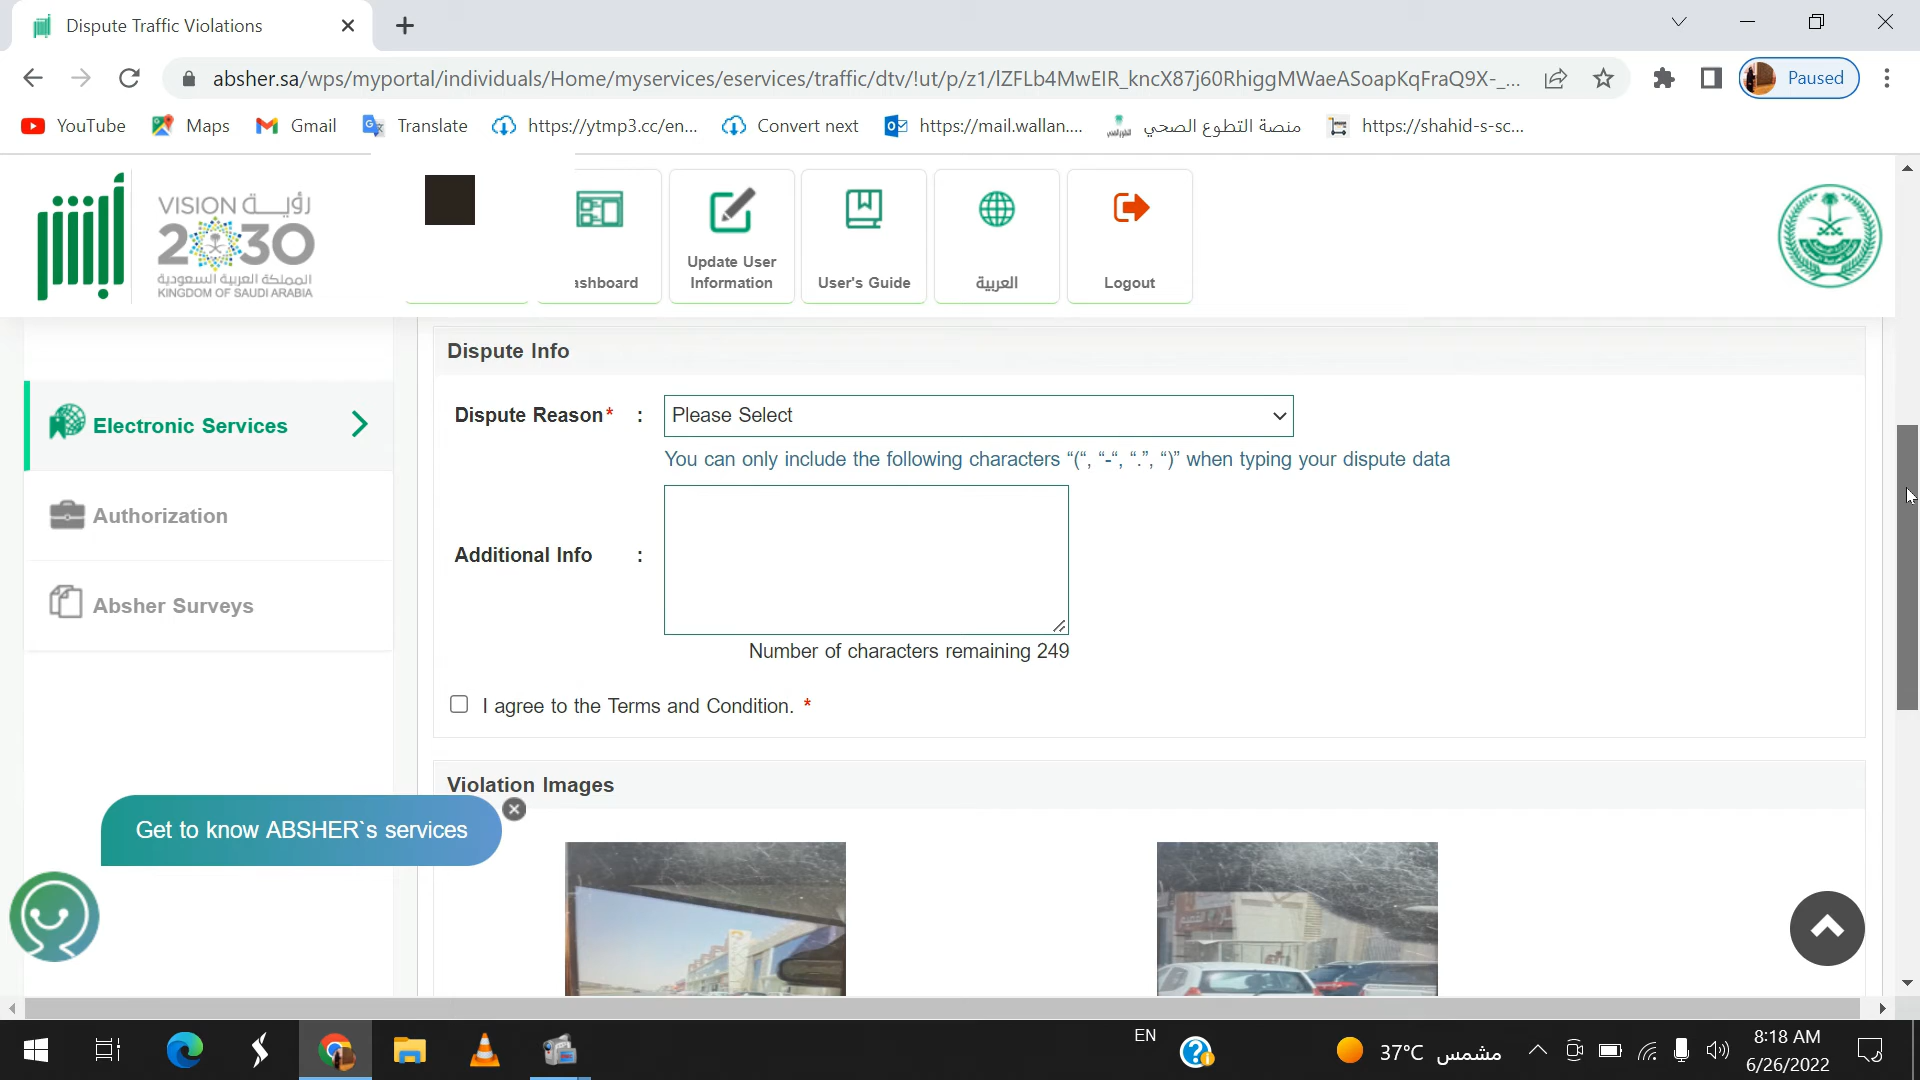 Dispute Traffic Violations
absher.sa/wps/myportal/individuals/Home/myservices/eservices/traffic/dtv/!ut/p/z1/lZFLb4MwEIR_kncX87j60RhiggMWaeASoapKqFraQ9X-_...
Paused
YouTube
Maps
Gmail
Translate
https://ytmp3.cc/en...
Convert next
https://mail.wallan....
منصة التطوع الصحي
https://shahid-s-sc...
أبشر
VISION رؤيـــة
2030
المملكة العربية السعودية
KINGDOM OF SAUDI ARABIA
ashboard
Update User
Information
User's Guide
العربية
Logout
Dispute Info
Electronic Services
Authorization
Absher Surveys
Dispute Reason* : Please Select
You can only include the following characters “(“, “-“, “.”, “)” when typing your dispute data
Additional Info :
Number of characters remaining 249
I agree to the Terms and Condition. *
Violation Images
Get to know ABSHER`s services
EN
37°C مشمس
8:18 AM
6/26/2022